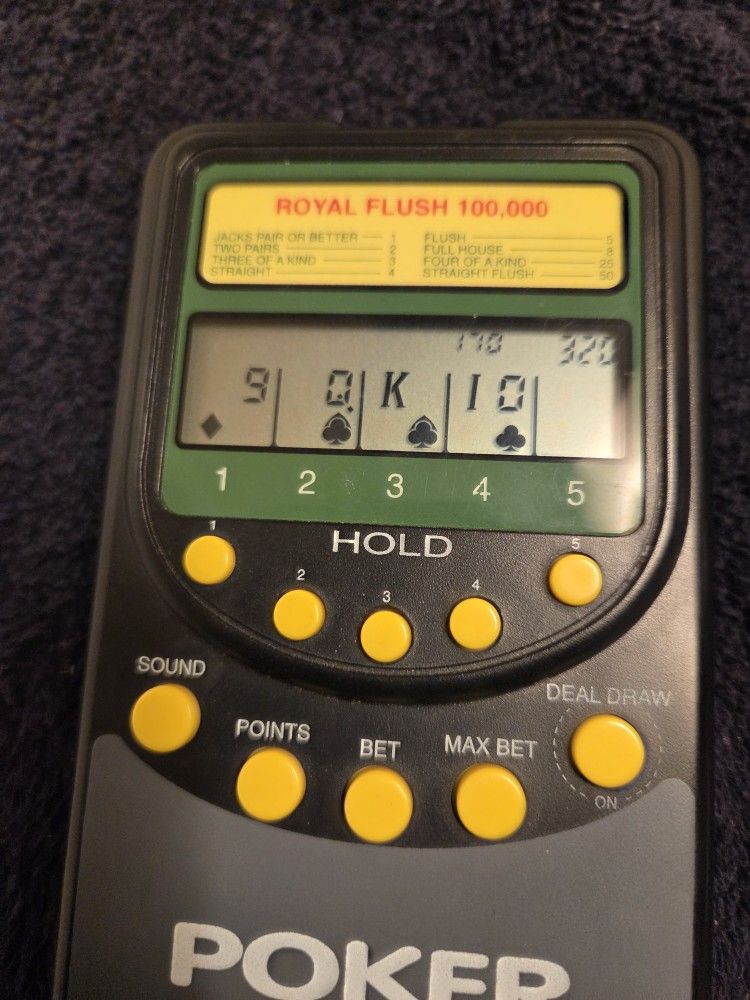 ROYAL FLUSH 100,000
JACKS PAIR OR BETTER 1
TWO PAIRS 2
THREE OF A KIND 3
STRAIGHT 4
FLUSH 5
FULL HOUSE 8
FOUR OF A KIND 25
STRAIGHT FLUSH 50
178 320
9 Q K 10
1 2 3 4 5
HOLD
1 2 3 4 5
SOUND
POINTS
BET
MAX BET
DEAL DRAW
ON
POKER